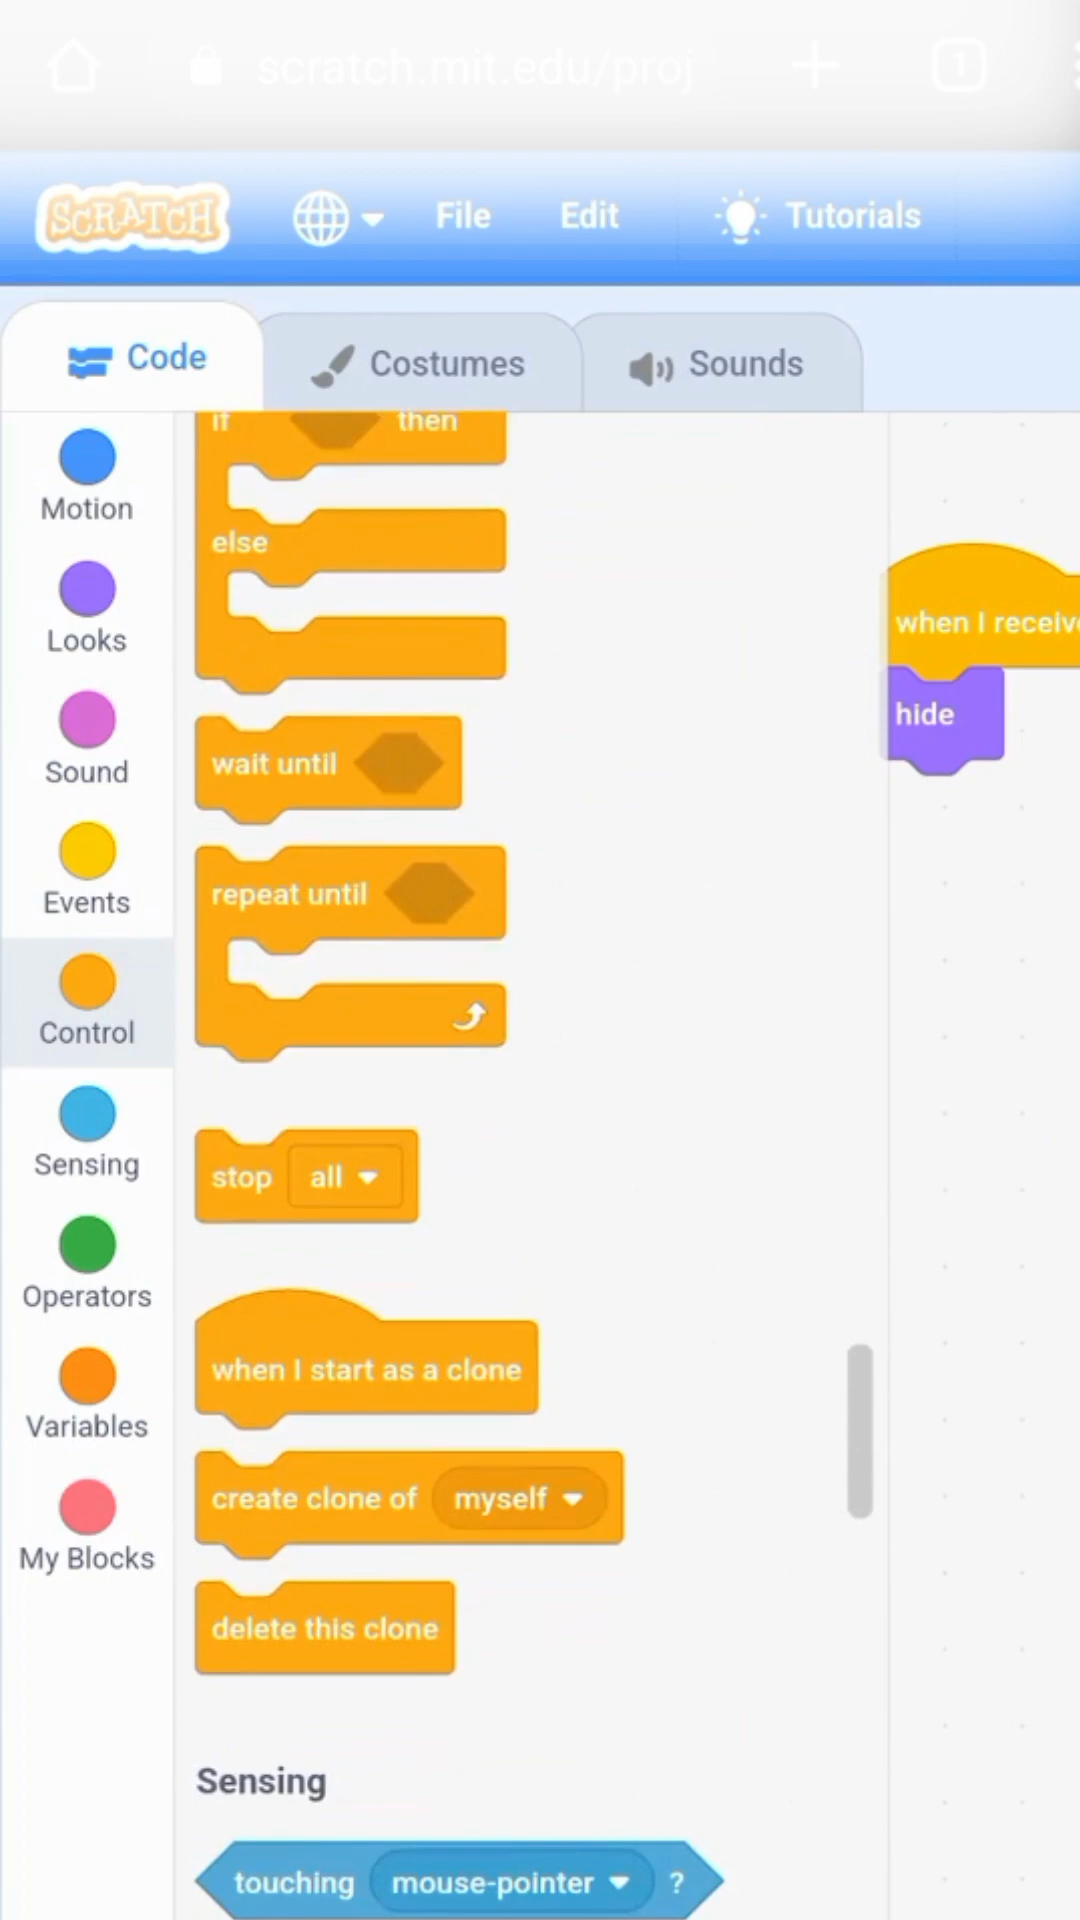 scratch.mit.edu/proj
1
SCRATCH
File
Edit
Tutorials
Code
Costumes
Sounds
Motion
Looks
Sound
Events
Control
Sensing
Operators
Variables
My Blocks
if then
else
wait until
repeat until
stop all
when I start as a clone
create clone of myself
delete this clone
Sensing
touching mouse-pointer ?
when I receive
hide